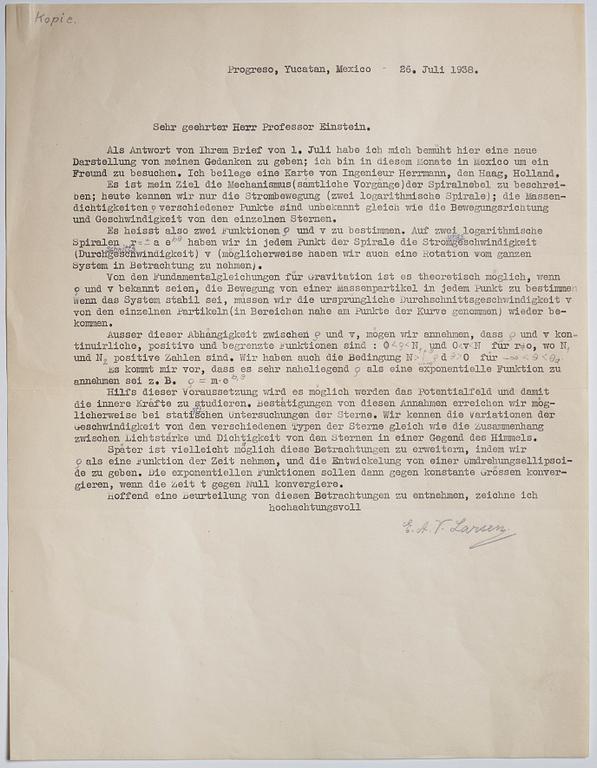 Kopie.
Progreso, Yucatan, Mexico - 26. Juli 1938.
Sehr geehrter Herr Professor Einstein.
Als Antwort von Ihrem Brief von 1. Juli habe ich mich bemüht hier eine neue
Darstellung von meinen Gedanken zu geben; ich bin in diesem Monate in Mexico um ein
Freund zu besuchen. Ich beilege eine Karte von Ingenieur Herrmann, den Haag, Holland.
Es ist mein Ziel die Mechanismus(sämtliche Vorgänge)der Spiralnebel zu beschrei-
ben; heute kennen wir nur die Strombewegung (zwei logarithmische Spirale); die Massen-
dichtigkeiten ρ verschiedener Punkte sind unbekannt gleich wie die Bewegungsrichtung
und Geschwindigkeit von den einzelnen Sternen.
Es heisst also zwei Funktionen ρ und v zu bestimmen. Auf zwei logarithmische
Spiralen r=± a e^bθ haben wir in jedem Punkt der Spirale die Stromgeschwindigkeit
(Durchgeschwindigkeit) v (möglicherweise haben wir auch eine Rotation vom ganzen
System in Betrachtung zu nehmen).
Von den Fundamentalgleichungen für Gravitation ist es theoretisch möglich, wenn
ρ und v bekannt seien, die Bewegung von einer Massenpartikel in jedem Punkt zu bestimmen
Wenn das System stabil sei, müssen wir die ursprungliche Durchschnittsgeschwindigkeit v
von den einzelnen Partikeln(in Bereichen nahe am Punkte der Kurve genommen) wieder be-
kommen.
Ausser dieser Abhängigkeit zwischen ρ und v, mögen wir annehmen, dass ρ und v kon-
tinuirliche, positive und begrenzte Funktionen sind : 0<ρ<N, und 0<v<N für r≠o, wo N,
und N₂ positive Zahlen sind. Wir haben auch die Bedingung N> ρ d >0 für -∞ < θ < θ₀.
Es kommt mir vor, dass es sehr naheliegend ρ als eine exponentielle Funktion zu
annehmen sei z. B. ρ = m·e^bθ
Hilfs dieser Voraussetzung wird es möglich werden das Potentialfeld und damit
die innere Kräfte zu studieren. Bestätigungen von diesen Annahmen erreichen wir mög-
licherweise bei statischen Untersuchungen der Sterne. Wir kennen die Variationen der
Geschwindigkeit von den verschiedenen Typen der Sterne gleich wie die Zusammenhang
zwischen Lichtstärke und Dichtigkeit von den Sternen in einer Gegend des Himmels.
Später ist vielleicht möglich diese Betrachtungen zu erweitern, indem wir
ρ als eine Funktion der Zeit nehmen, und die Entwickelung von einer Umdrehungsellipsoi-
de zu geben. Die exponentiellen Funktionen sollen dann gegen konstante Grössen konver-
gieren, wenn die Zeit t gegen Null konvergiere.
Hoffend eine Beurteilung von diesen Betrachtungen zu entnehmen, zeichne ich
hochachtungsvoll
E. A. V. Larsen.